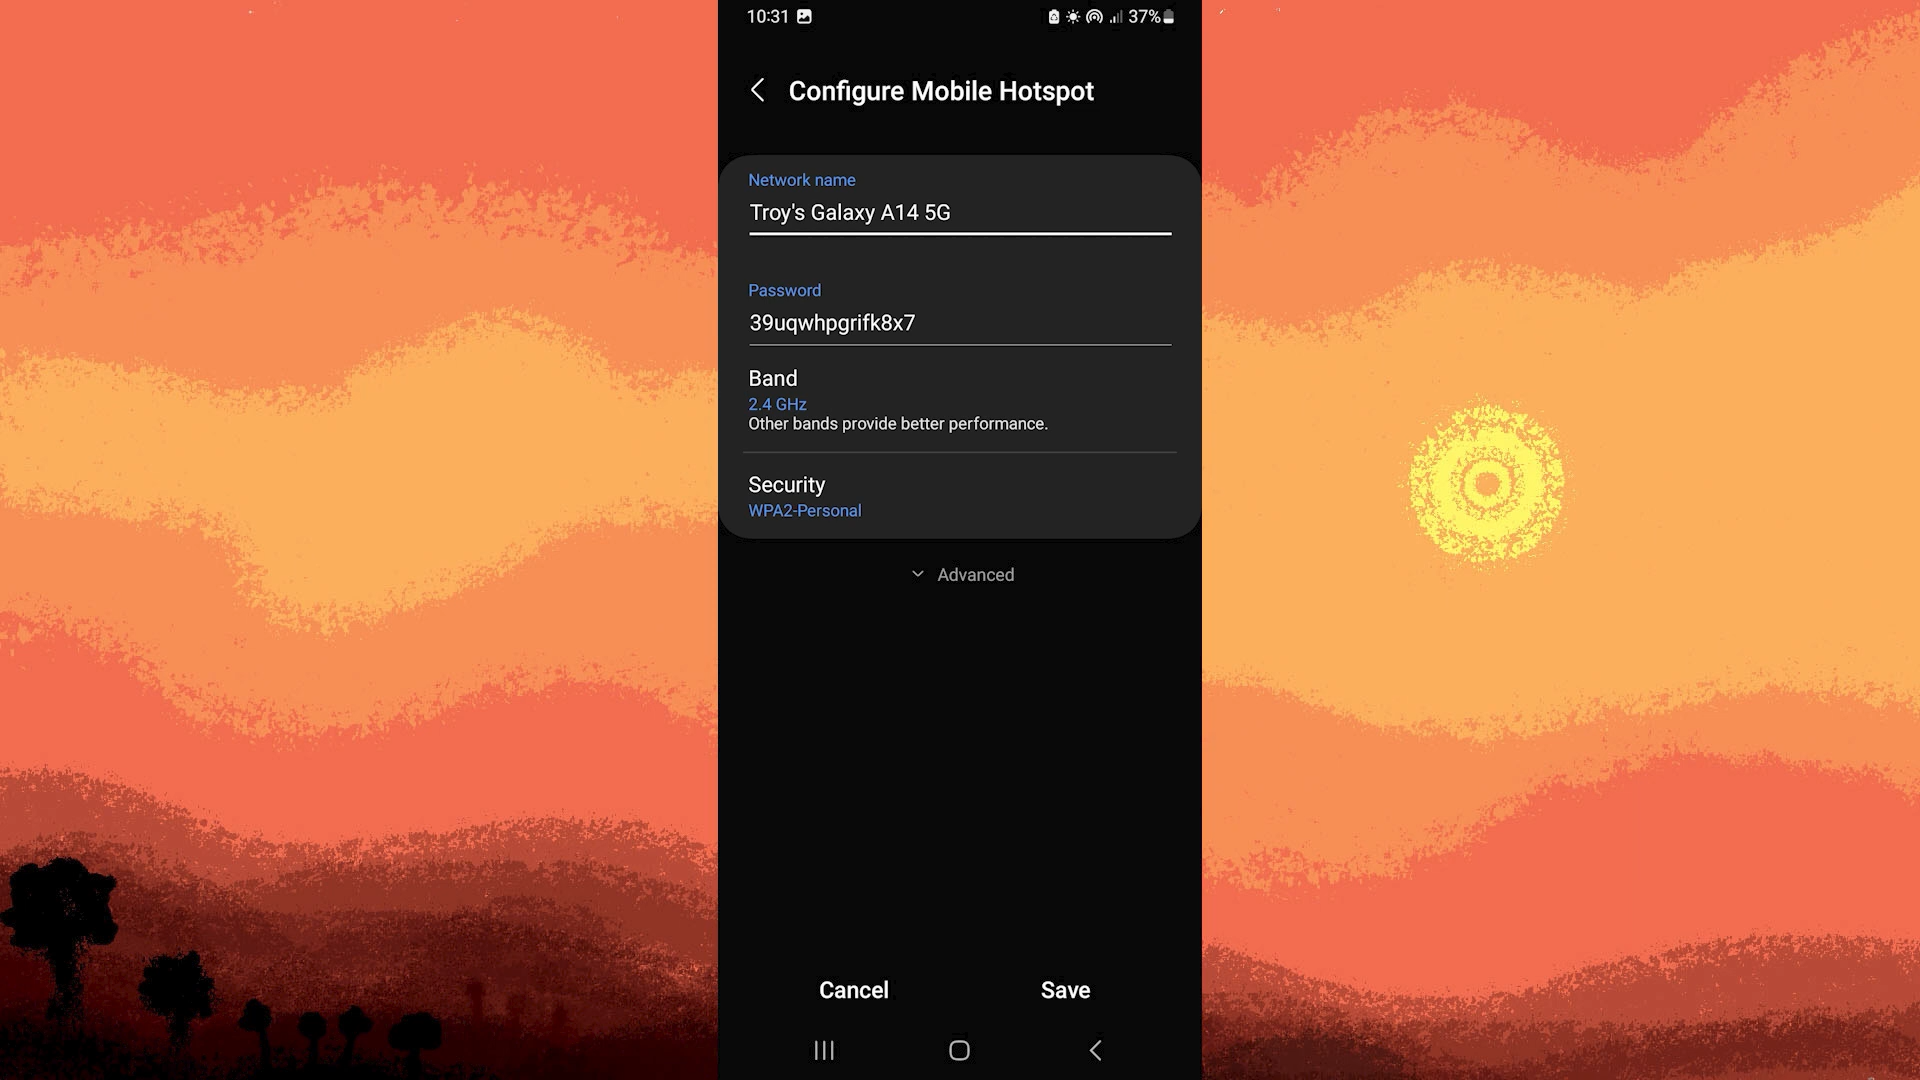 10:31 37%
Configure Mobile Hotspot
Network name
Troy's Galaxy A14 5G
Password
39uqwhpgrifk8x7
Band
2.4 GHz
Other bands provide better performance.
Security
WPA2-Personal
Advanced
Cancel Save